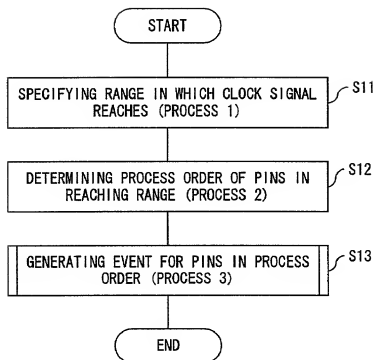 START
SPECIFYING RANGE IN WHICH CLOCK SIGNAL
REACHES (PROCESS 1)
S11
DETERMINING PROCESS ORDER OF PINS IN
REACHING RANGE (PROCESS 2)
S12
GENERATING EVENT FOR PINS IN PROCESS
ORDER (PROCESS 3)
S13
END